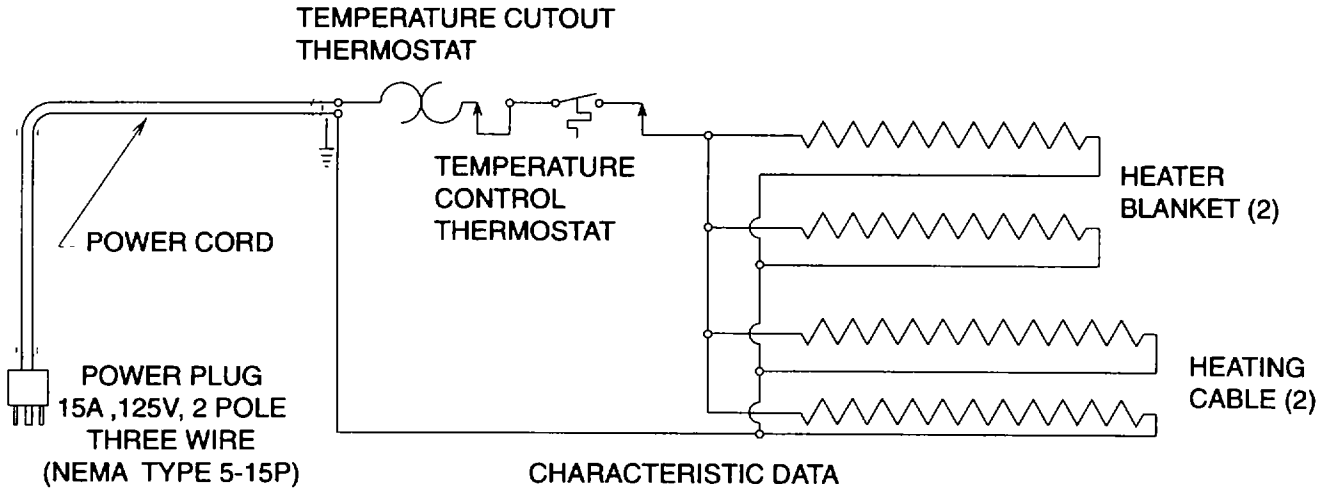 TEMPERATURE CUTOUT
THERMOSTAT
TEMPERATURE
CONTROL
THERMOSTAT
HEATER
BLANKET (2)
POWER CORD
POWER PLUG
15A ,125V, 2 POLE
THREE WIRE
(NEMA TYPE 5-15P)
HEATING
CABLE (2)
CHARACTERISTIC DATA